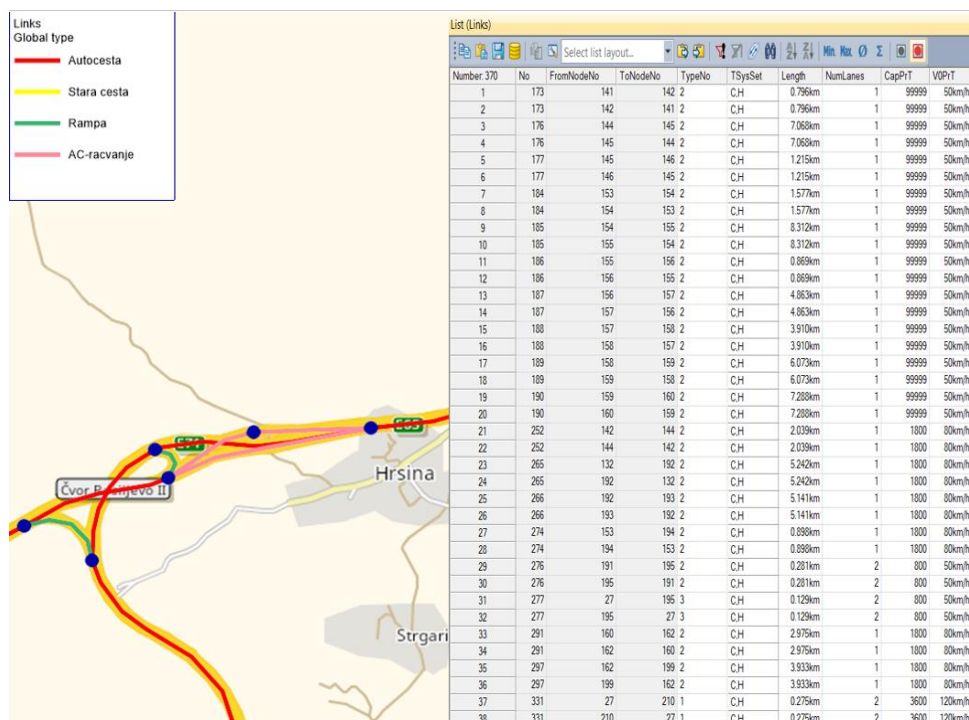 Links
Global type
Autocesta
Stara cesta
Rampa
AC-racvanje
Hrsina
Čvor Bosiljevo II
Strgari
List (Links)
Select list layout...
Min. Max. Ø Σ
Number: 370 No FromNodeNo ToNodeNo TypeNo TSysSet Length NumLanes CapPrT V0PrT
1 173 141 142 2 C,H 0.796km 1 99999 50km/h
2 173 142 141 2 C,H 0.796km 1 99999 50km/h
3 176 144 145 2 C,H 7.068km 1 99999 50km/h
4 176 145 144 2 C,H 7.068km 1 99999 50km/h
5 177 145 146 2 C,H 1.215km 1 99999 50km/h
6 177 146 145 2 C,H 1.215km 1 99999 50km/h
7 184 153 154 2 C,H 1.577km 1 99999 50km/h
8 184 154 153 2 C,H 1.577km 1 99999 50km/h
9 185 154 155 2 C,H 8.312km 1 99999 50km/h
10 185 155 154 2 C,H 8.312km 1 99999 50km/h
11 186 155 156 2 C,H 0.869km 1 99999 50km/h
12 186 156 155 2 C,H 0.869km 1 99999 50km/h
13 187 156 157 2 C,H 4.863km 1 99999 50km/h
14 187 157 156 2 C,H 4.863km 1 99999 50km/h
15 188 157 158 2 C,H 3.910km 1 99999 50km/h
16 188 158 157 2 C,H 3.910km 1 99999 50km/h
17 189 158 159 2 C,H 6.073km 1 99999 50km/h
18 189 159 158 2 C,H 6.073km 1 99999 50km/h
19 190 159 160 2 C,H 7.288km 1 99999 50km/h
20 190 160 159 2 C,H 7.288km 1 99999 50km/h
21 252 142 144 2 C,H 2.039km 1 1800 80km/h
22 252 144 142 2 C,H 2.039km 1 1800 80km/h
23 265 132 192 2 C,H 5.242km 1 1800 80km/h
24 265 192 132 2 C,H 5.242km 1 1800 80km/h
25 266 192 193 2 C,H 5.141km 1 1800 80km/h
26 266 193 192 2 C,H 5.141km 1 1800 80km/h
27 274 153 194 2 C,H 0.898km 1 1800 80km/h
28 274 194 153 2 C,H 0.898km 1 1800 80km/h
29 276 191 195 2 C,H 0.281km 2 800 50km/h
30 276 195 191 2 C,H 0.281km 2 800 50km/h
31 277 27 195 3 C,H 0.129km 2 800 50km/h
32 277 195 27 3 C,H 0.129km 2 800 50km/h
33 291 160 162 2 C,H 2.975km 1 1800 80km/h
34 291 162 160 2 C,H 2.975km 1 1800 80km/h
35 297 162 199 2 C,H 3.933km 1 1800 80km/h
36 297 199 162 2 C,H 3.933km 1 1800 80km/h
37 331 27 210 1 C,H 0.275km 2 3600 120km/h
38 331 210 27 1 C,H 0.275km 2 3600 120km/h